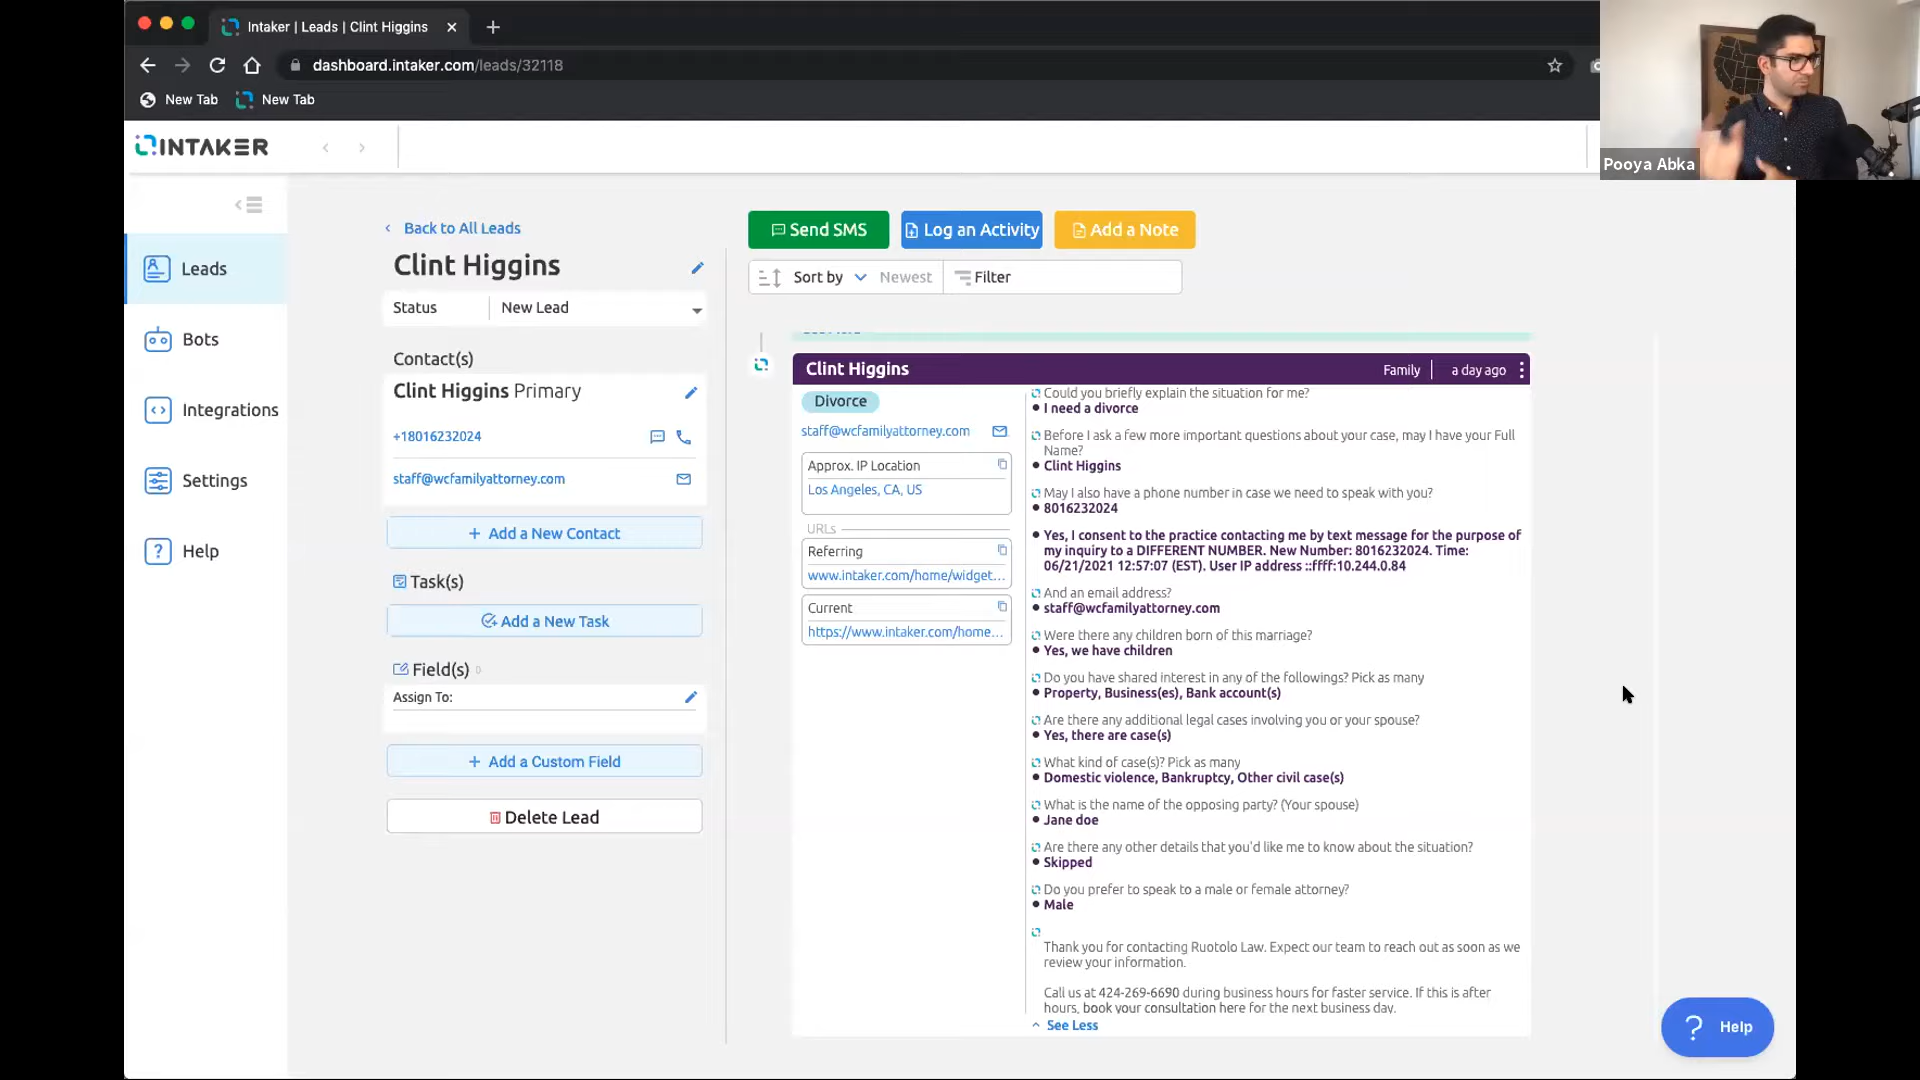 Intaker | Leads | Clint Higgins
dashboard.intaker.com/leads/32118
New Tab
New Tab
Pooya Abka
INTAKER
Leads
Bots
Integrations
Settings
Help
Back to All Leads
Clint Higgins
Status
New Lead
Contact(s)
Clint Higgins Primary
+18016232024
staff@wcfamilyattorney.com
+ Add a New Contact
Task(s)
Add a New Task
Field(s) 0
Assign To:
+ Add a Custom Field
Delete Lead
Send SMS
Log an Activity
Add a Note
Sort by
Newest
Filter
Clint Higgins
Family
a day ago
Divorce
staff@wcfamilyattorney.com
Approx. IP Location
Los Angeles, CA, US
URLs
Referring
www.intaker.com/home/widget...
Current
https://www.intaker.com/home...
Could you briefly explain the situation for me?
I need a divorce
Before I ask a few more important questions about your case, may I have your Full
Name?
Clint Higgins
May I also have a phone number in case we need to speak with you?
8016232024
Yes, I consent to the practice contacting me by text message for the purpose of
my inquiry to a DIFFERENT NUMBER. New Number: 8016232024. Time:
06/21/2021 12:57:07 (EST). User IP address ::ffff:10.244.0.84
And an email address?
staff@wcfamilyattorney.com
Were there any children born of this marriage?
Yes, we have children
Do you have shared interest in any of the followings? Pick as many
Property, Business(es), Bank account(s)
Are there any additional legal cases involving you or your spouse?
Yes, there are case(s)
What kind of case(s)? Pick as many
Domestic violence, Bankruptcy, Other civil case(s)
What is the name of the opposing party? (Your spouse)
Jane doe
Are there any other details that you'd like me to know about the situation?
Skipped
Do you prefer to speak to a male or female attorney?
Male
Thank you for contacting Ruotolo Law. Expect our team to reach out as soon as we
review your information.
Call us at 424-269-6690 during business hours for faster service. If this is after
hours, book your consultation here for the next business day.
See Less
? Help